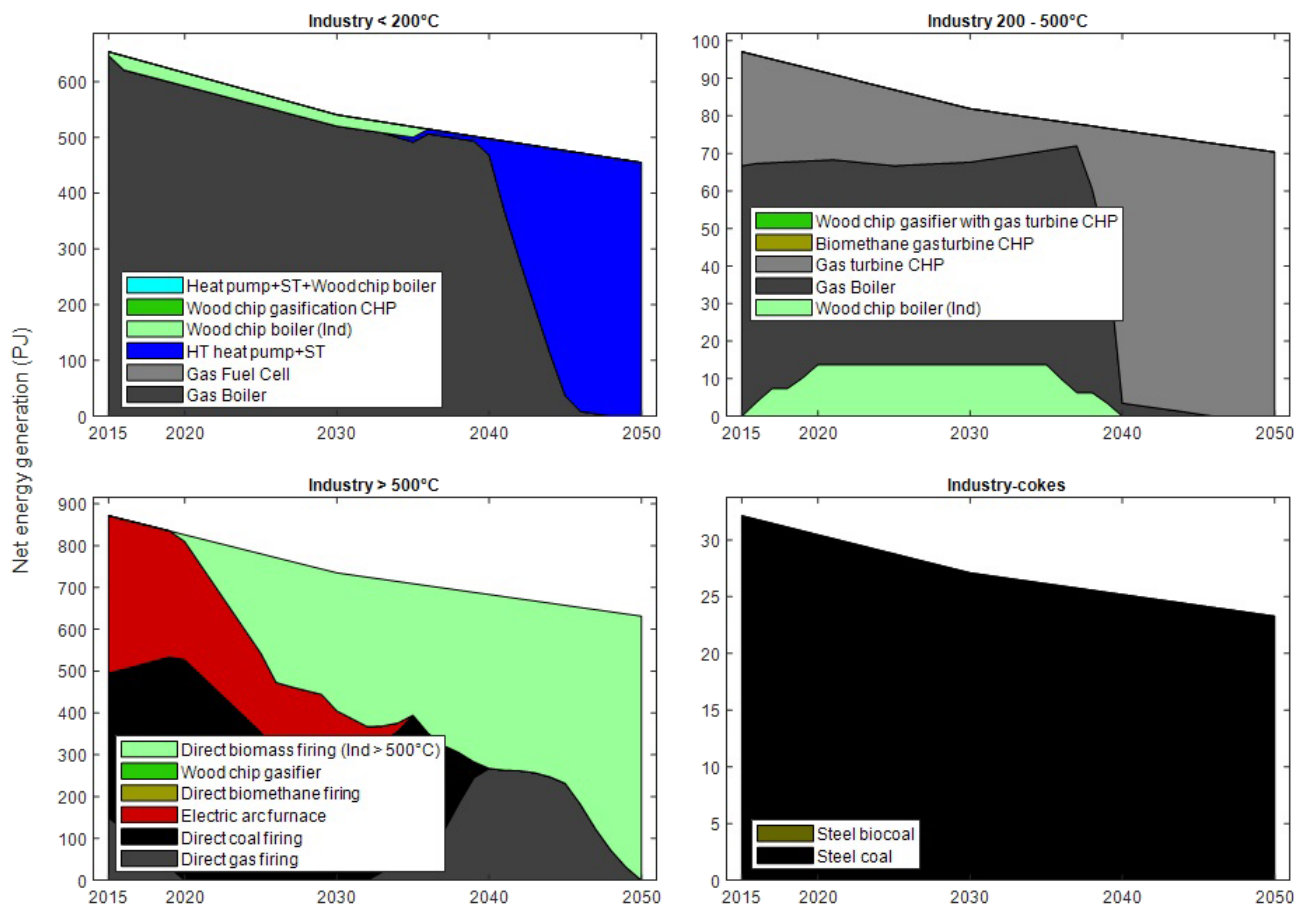 Industry < 200°C
600
500
400
300
200
100
0
Heat pump+ST+Wood chip boiler
Wood chip gasification CHP
Wood chip boiler (Ind)
HT heat pump+ST
Gas Fuel Cell
Gas Boiler
2015 2020 2030 2040 2050
Industry 200 - 500°C
100
90
80
70
60
50
40
30
20
10
0
Wood chip gasifier with gas turbine CHP
Biomethane gasturbine CHP
Gas turbine CHP
Gas Boiler
Wood chip boiler (Ind)
2015 2020 2030 2040 2050
Net energy generation (PJ)
Industry > 500°C
900
800
700
600
500
400
300
200
100
0
Direct biomass firing (Ind > 500°C)
Wood chip gasifier
Direct biomethane firing
Electric arc furnace
Direct coal firing
Direct gas firing
2015 2020 2030 2040 2050
Industry-cokes
30
25
20
15
10
5
0
Steel biocoal
Steel coal
2015 2020 2030 2040 2050